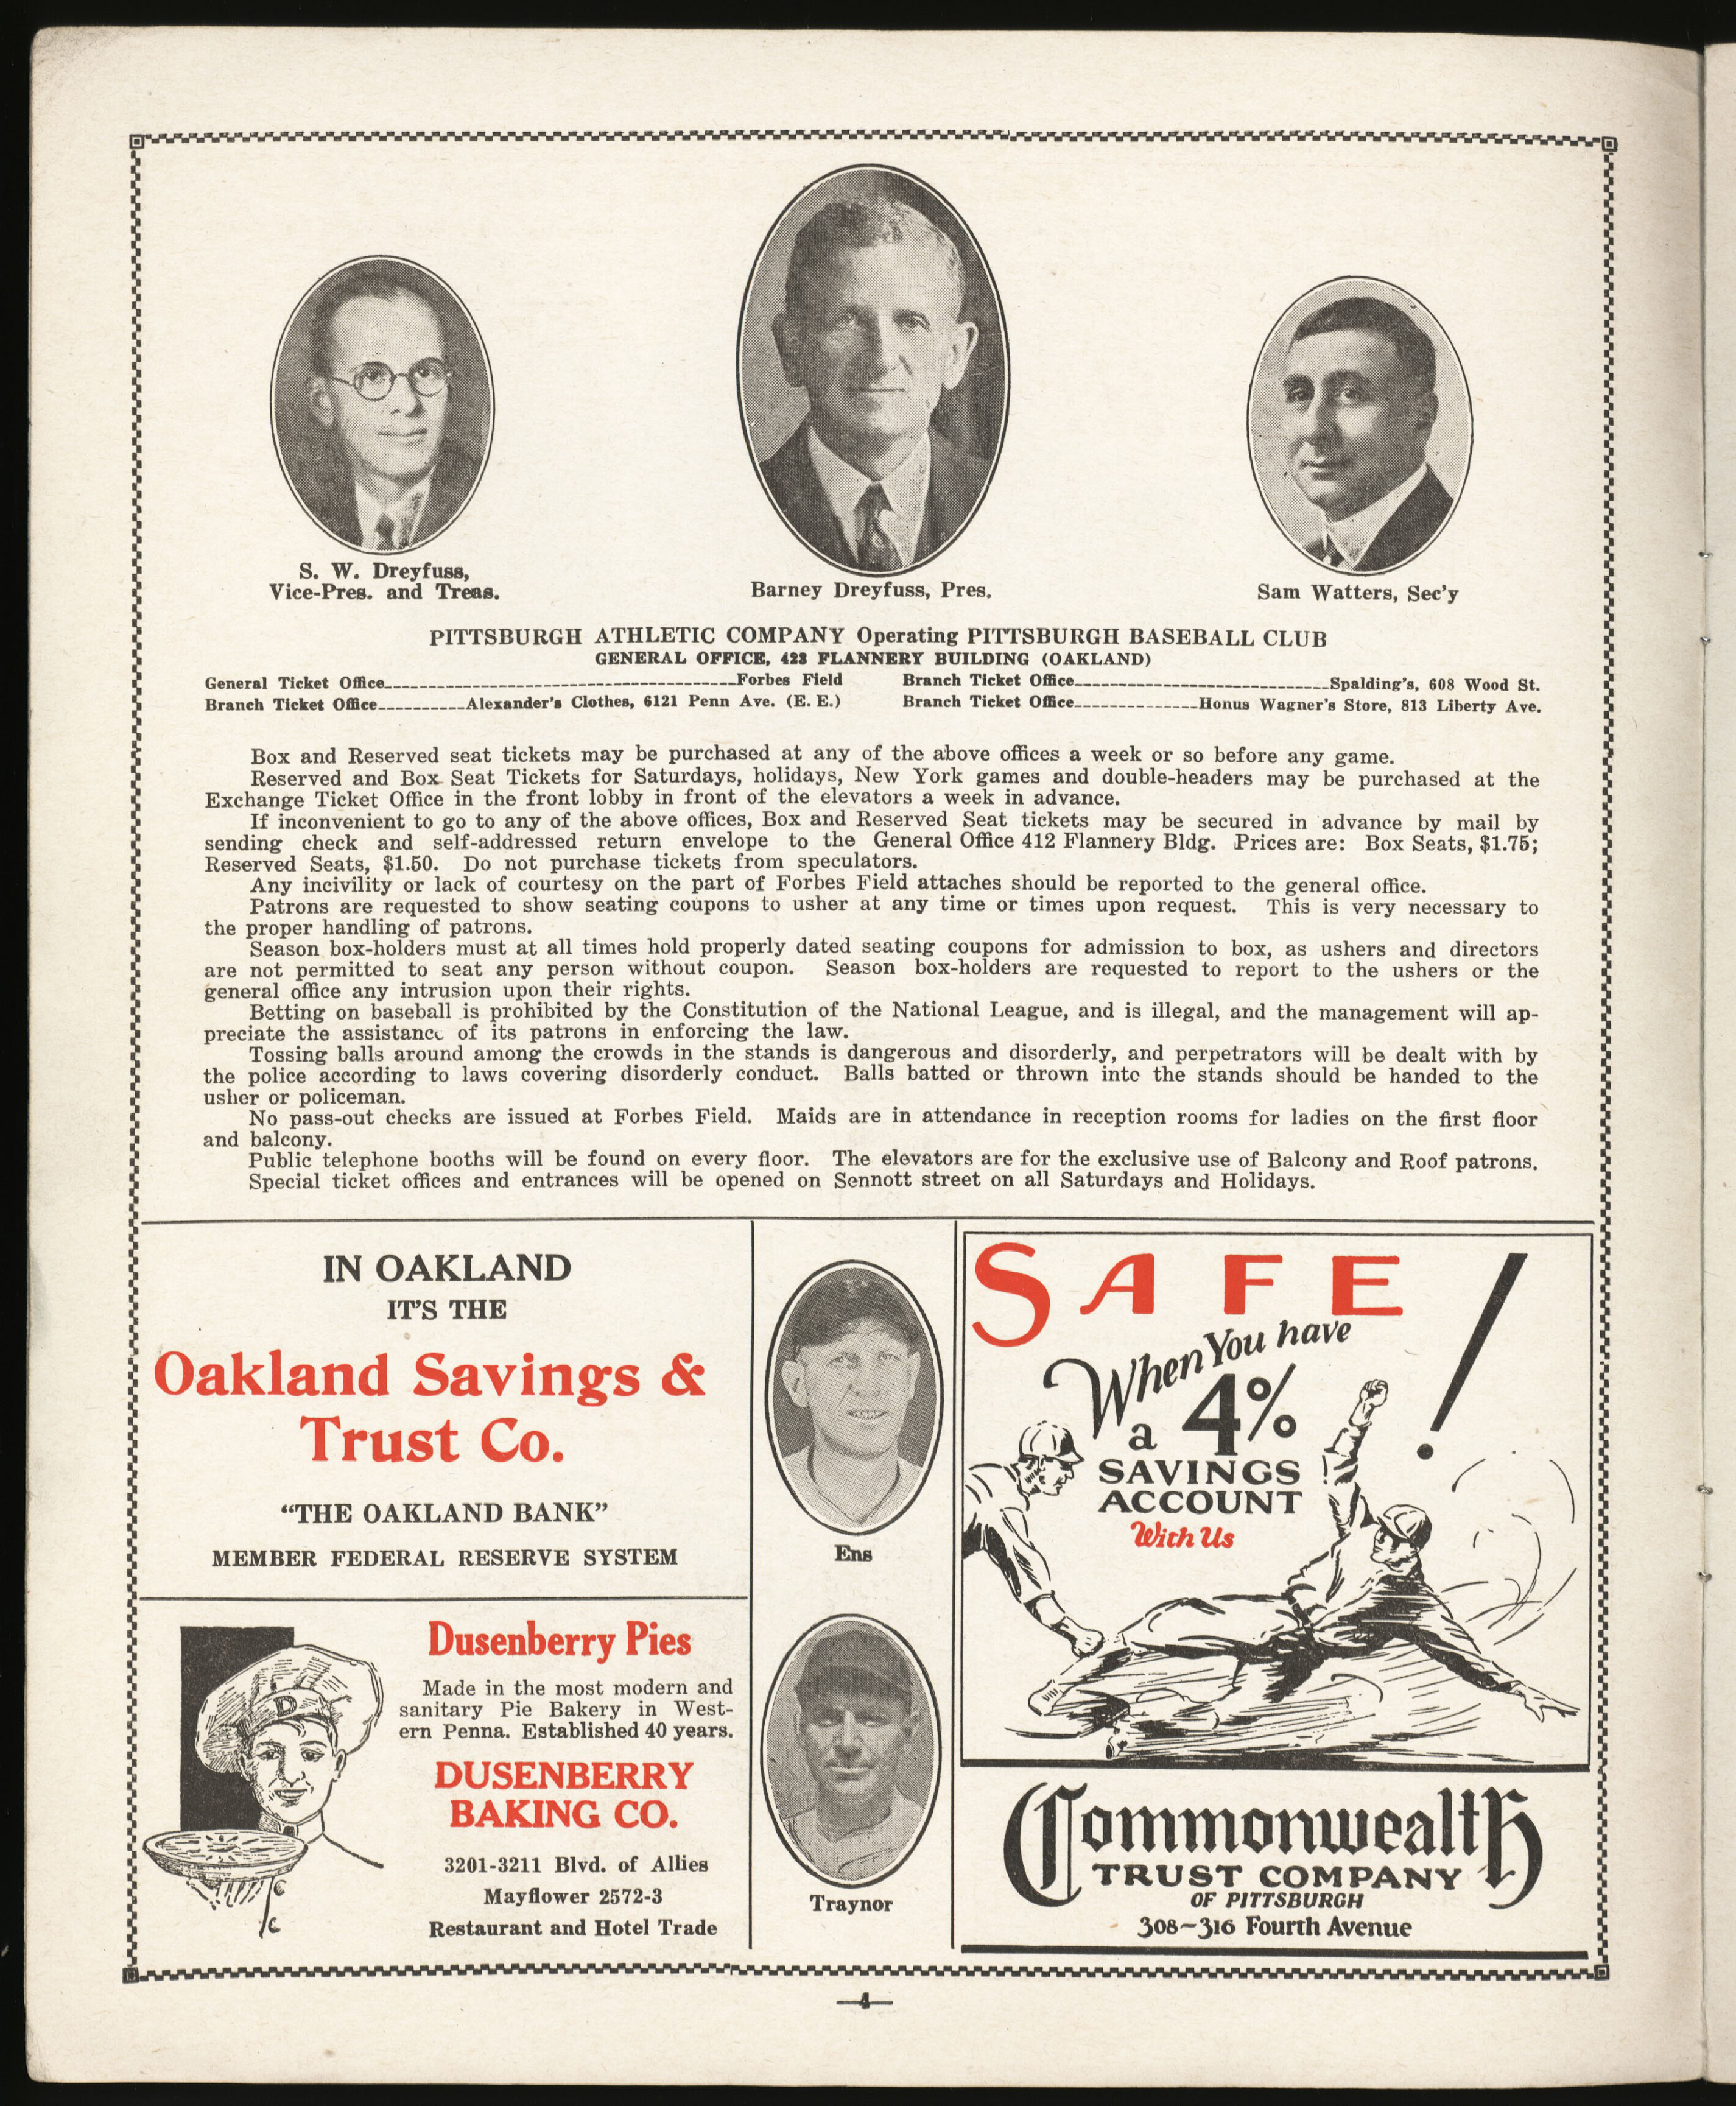 S. W. Dreyfuss,
Vice-Pres. and Treas.
Barney Dreyfuss, Pres.
Sam Watters, Sec'y
PITTSBURGH ATHLETIC COMPANY Operating PITTSBURGH BASEBALL CLUB
GENERAL OFFICE, 423 FLANNERY BUILDING (OAKLAND)
General Ticket Office Forbes Field
Branch Ticket Office Spalding's, 608 Wood St.
Branch Ticket Office Alexander's Clothes, 6121 Penn Ave. (E. E.)
Branch Ticket Office Honus Wagner's Store, 813 Liberty Ave.
Box and Reserved seat tickets may be purchased at any of the above offices a week or so before any game.
Reserved and Box Seat Tickets for Saturdays, holidays, New York games and double-headers may be purchased at the
Exchange Ticket Office in the front lobby in front of the elevators a week in advance.
If inconvenient to go to any of the above offices, Box and Reserved Seat tickets may be secured in advance by mail by
sending check and self-addressed return envelope to the General Office 412 Flannery Bldg. Prices are: Box Seats, $1.75;
Reserved Seats, $1.50. Do not purchase tickets from speculators.
Any incivility or lack of courtesy on the part of Forbes Field attaches should be reported to the general office.
Patrons are requested to show seating coupons to usher at any time or times upon request. This is very necessary to
the proper handling of patrons.
Season box-holders must at all times hold properly dated seating coupons for admission to box, as ushers and directors
are not permitted to seat any person without coupon. Season box-holders are requested to report to the ushers or the
general office any intrusion upon their rights.
Betting on baseball is prohibited by the Constitution of the National League, and is illegal, and the management will ap-
preciate the assistance of its patrons in enforcing the law.
Tossing balls around among the crowds in the stands is dangerous and disorderly, and perpetrators will be dealt with by
the police according to laws covering disorderly conduct. Balls batted or thrown into the stands should be handed to the
usher or policeman.
No pass-out checks are issued at Forbes Field. Maids are in attendance in reception rooms for ladies on the first floor
and balcony.
Public telephone booths will be found on every floor. The elevators are for the exclusive use of Balcony and Roof patrons.
Special ticket offices and entrances will be opened on Sennott street on all Saturdays and Holidays.
IN OAKLAND
IT'S THE
Oakland Savings &
Trust Co.
"THE OAKLAND BANK"
MEMBER FEDERAL RESERVE SYSTEM
D
Dusenberry Pies
Made in the most modern and
sanitary Pie Bakery in West-
ern Penna. Established 40 years.
DUSENBERRY
BAKING CO.
3201-3211 Blvd. of Allies
Mayflower 2572-3
Restaurant and Hotel Trade
Ens
Traynor
SAFE!
When You have
a 4%
SAVINGS
ACCOUNT
With Us
Commonwealth
TRUST COMPANY
OF PITTSBURGH
308-316 Fourth Avenue
—4—